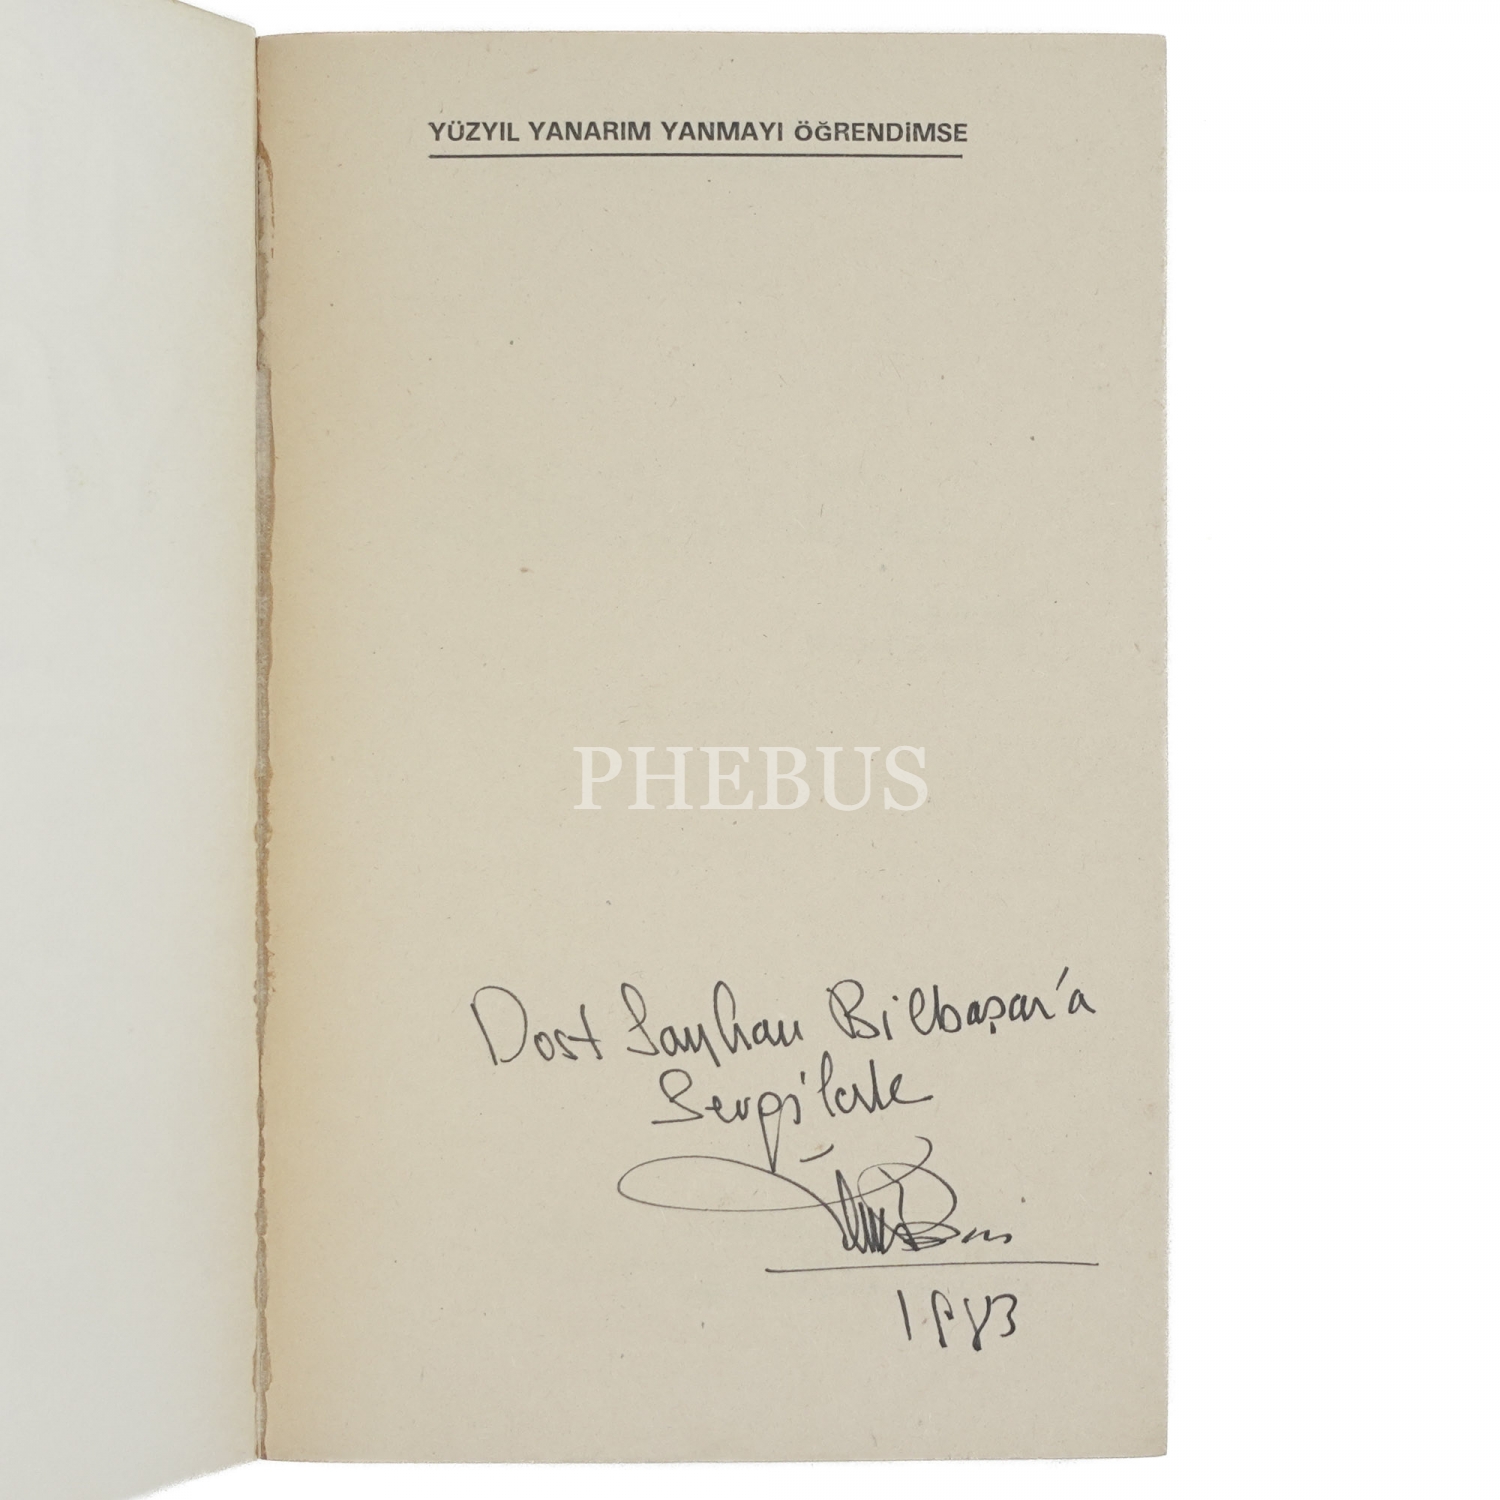 YÜZYIL YANARIM YANMAYI ÖĞRENDİMSE
PHEBUS
Dost Sayhan Bilbaşar'a
Sevgilerle
1983